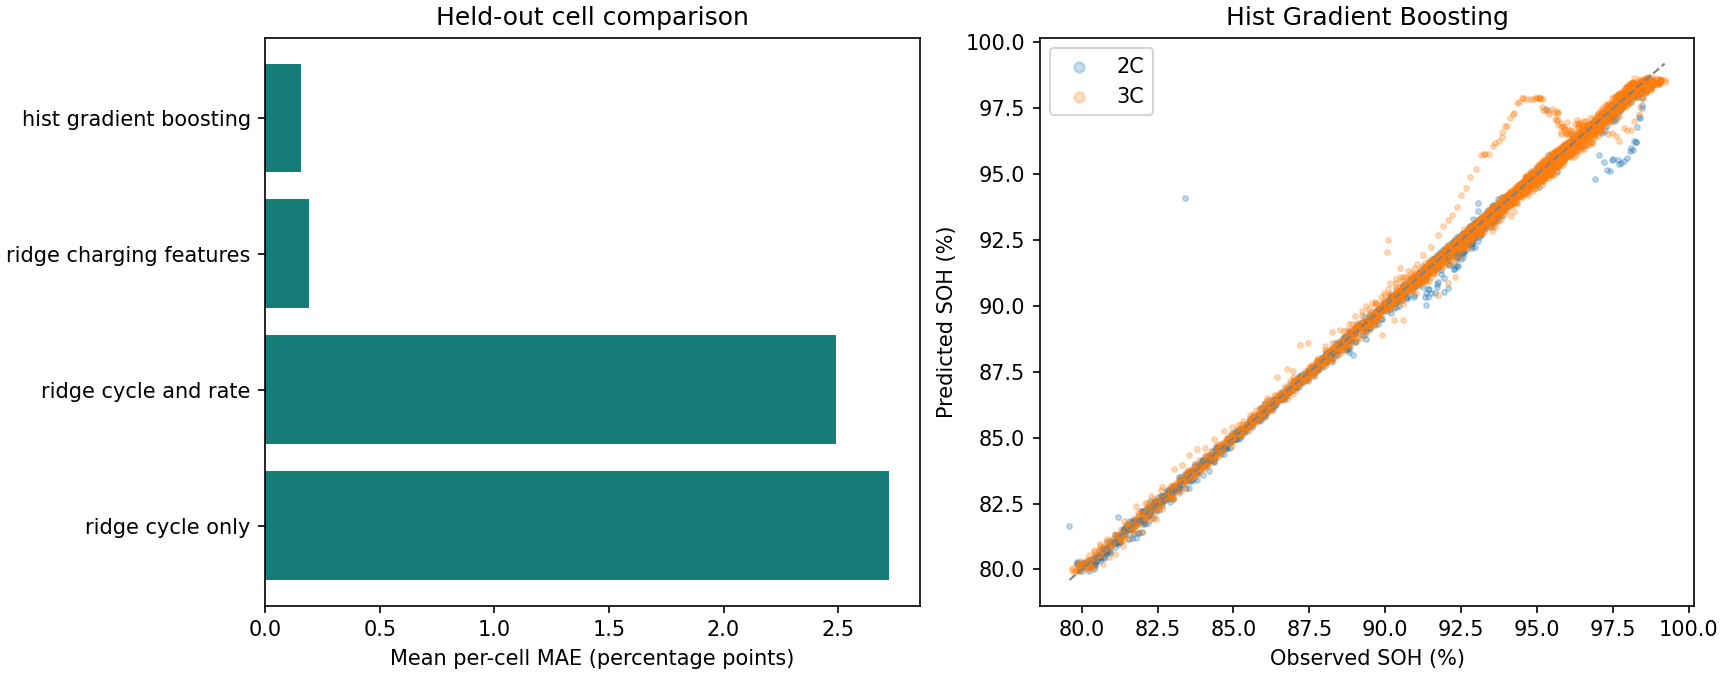 Held-out cell comparison
hist gradient boosting
ridge charging features
ridge cycle and rate
ridge cycle only
0.0 0.5 1.0 1.5 2.0 2.5
Mean per-cell MAE (percentage points)
Hist Gradient Boosting
2C
3C
Predicted SOH (%)
100.0
97.5
95.0
92.5
90.0
87.5
85.0
82.5
80.0
80.0 82.5 85.0 87.5 90.0 92.5 95.0 97.5 100.0
Observed SOH (%)